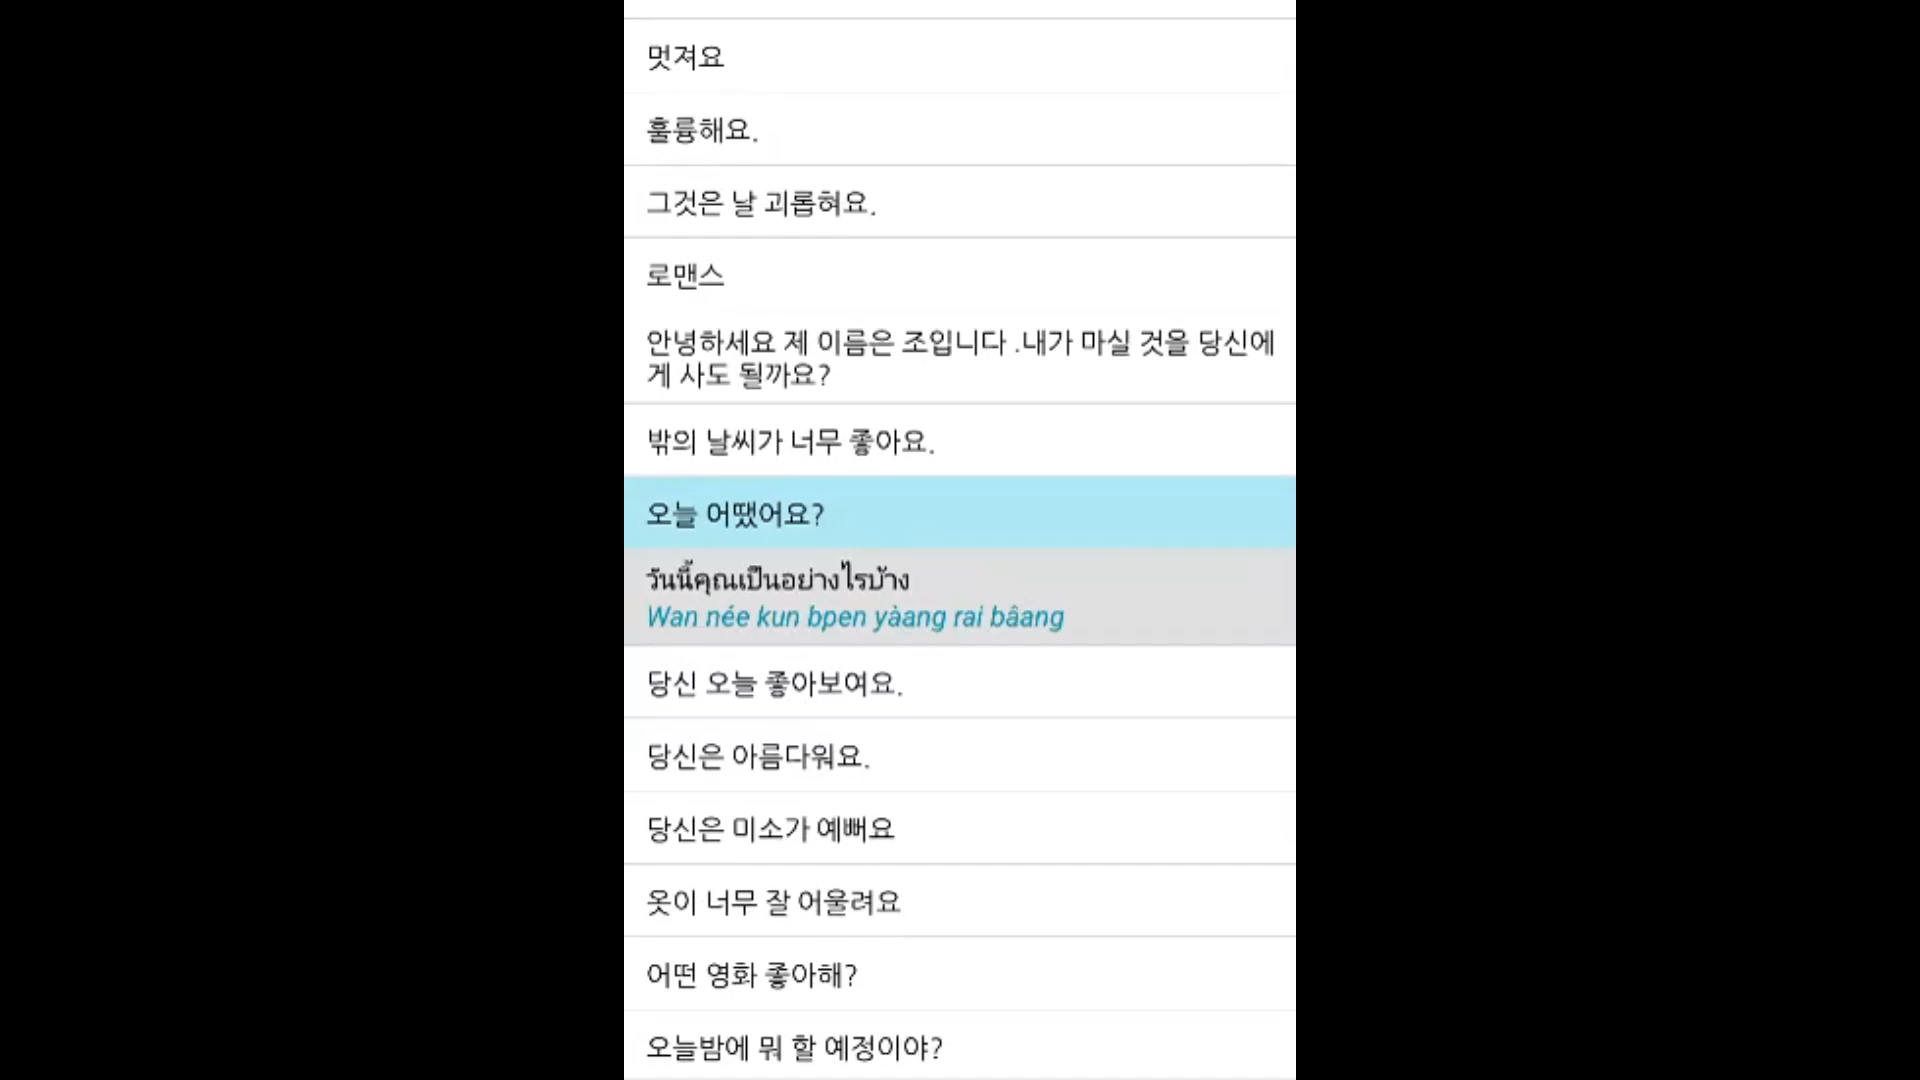 멋져요
훌륭해요.
그것은 날 괴롭혀요.
로맨스
안녕하세요 제 이름은 조입니다 .내가 마실 것을 당신에
게 사도 될까요?
밖의 날씨가 너무 좋아요.
오늘 어땠어요?
วันนี้คุณเป็นอย่างไรบ้าง
Wan née kun bpen yàang rai bâang
당신 오늘 좋아보여요.
당신은 아름다워요.
당신은 미소가 예뻐요
옷이 너무 잘 어울려요
어떤 영화 좋아해?
오늘밤에 뭐 할 예정이야?